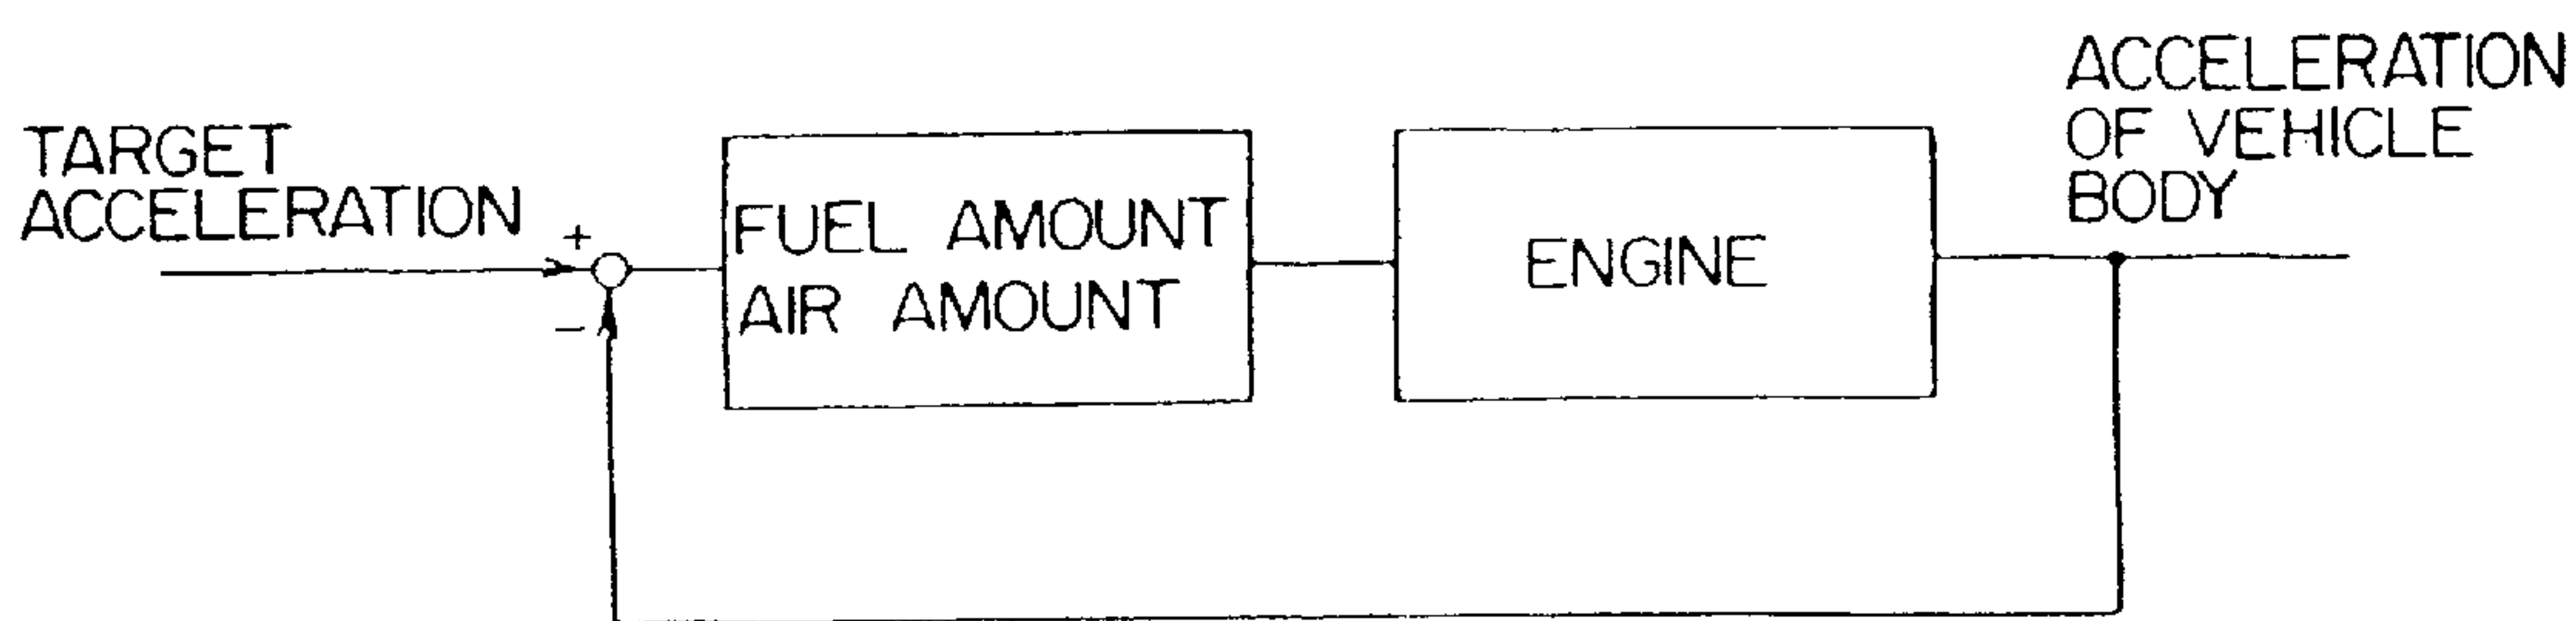 TARGET
ACCELERATION
+
-
FUEL AMOUNT
AIR AMOUNT
ENGINE
ACCELERATION
OF VEHICLE
BODY